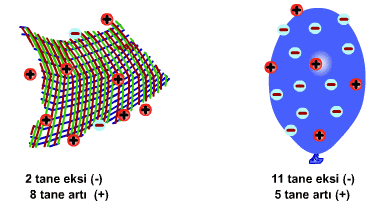 2 tane eksi (-)
8 tane artı (+)
11 tane eksi (-)
5 tane artı (+)